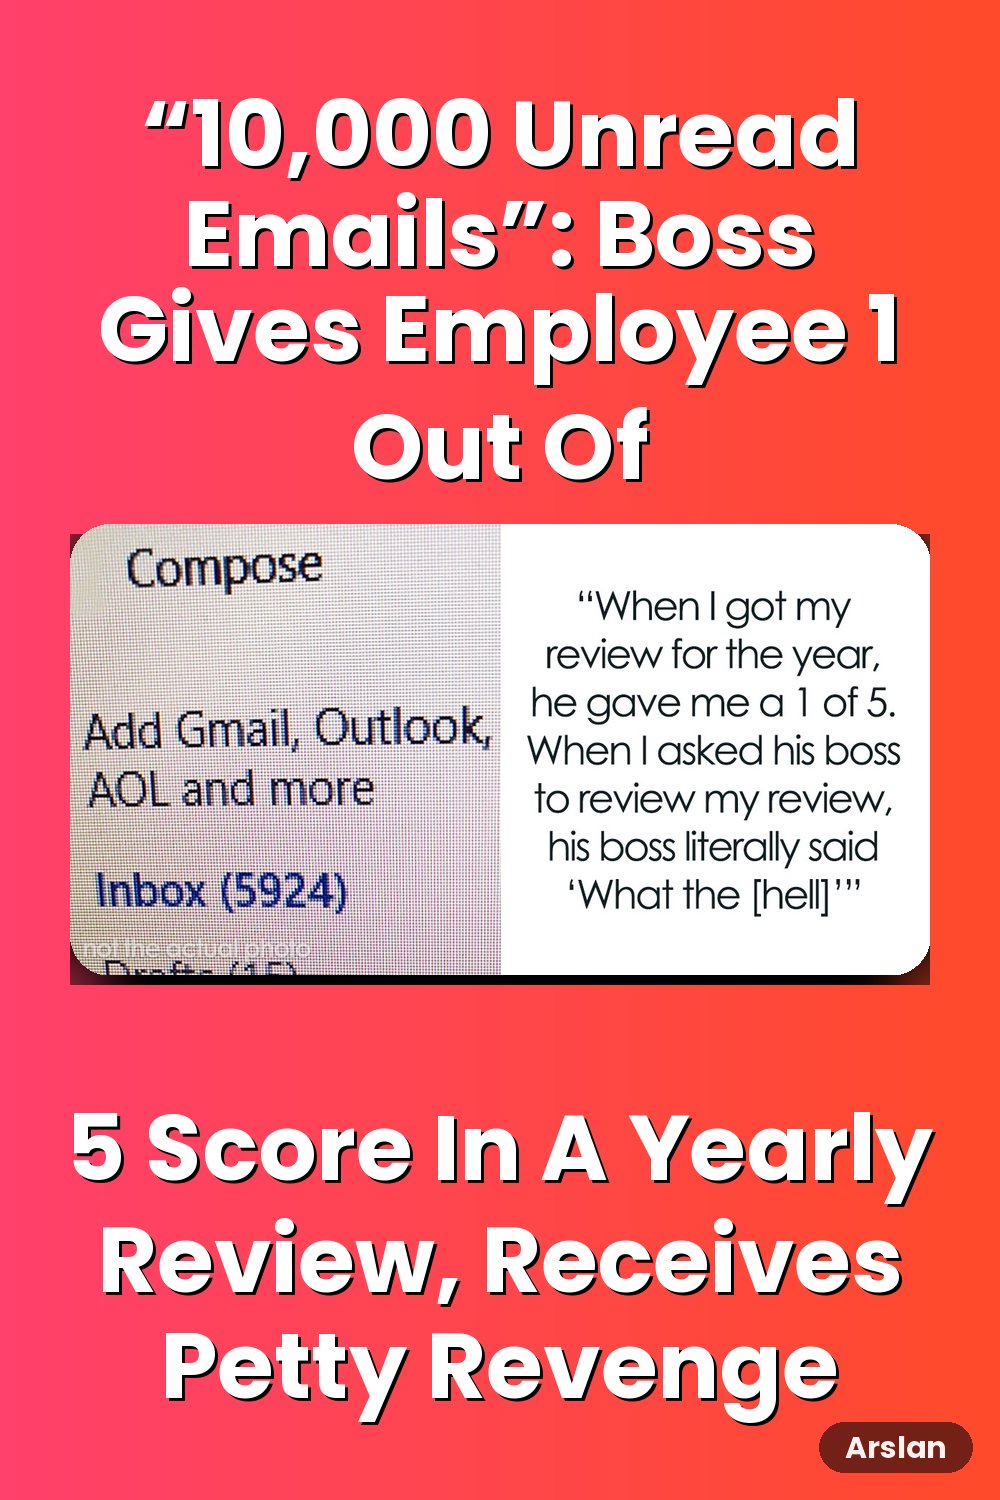 “10,000 Unread
Emails”: Boss
Gives Employee 1
Out Of
Compose
Add Gmail, Outlook,
AOL and more
Inbox (5924)
not the actual photo
Drafts (15)
“When I got my
review for the year,
he gave me a 1 of 5.
When I asked his boss
to review my review,
his boss literally said
‘What the [hell]’”
5 Score In A Yearly
Review, Receives
Petty Revenge
Arslan